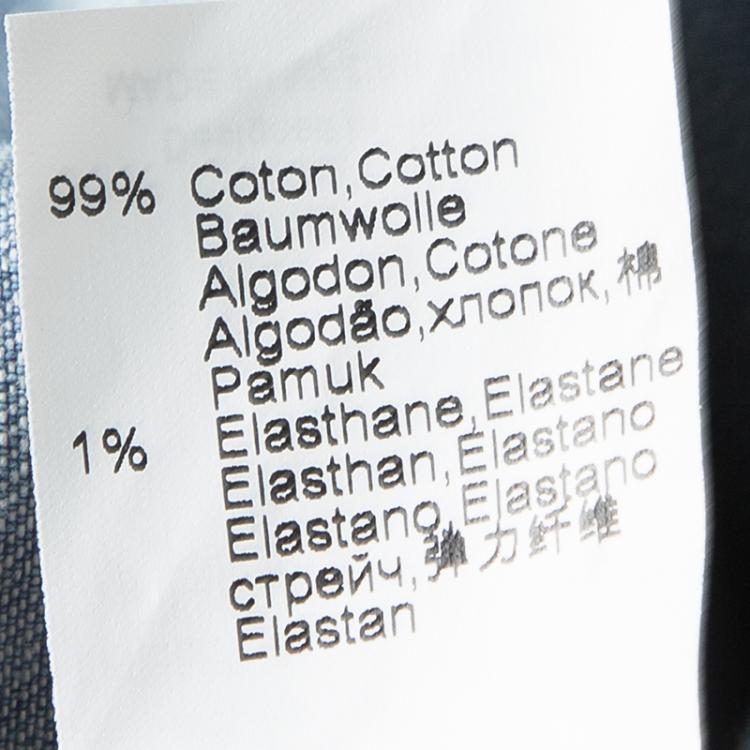 99% Coton,Cotton
Baumwolle
Algodon,Cotone
Algodão,хлопок,棉
Pamuk
1% Elasthane,Elastane
Elasthan,Elastano
Elastano,Elastano
стрейч,弹力纤维
Elastan